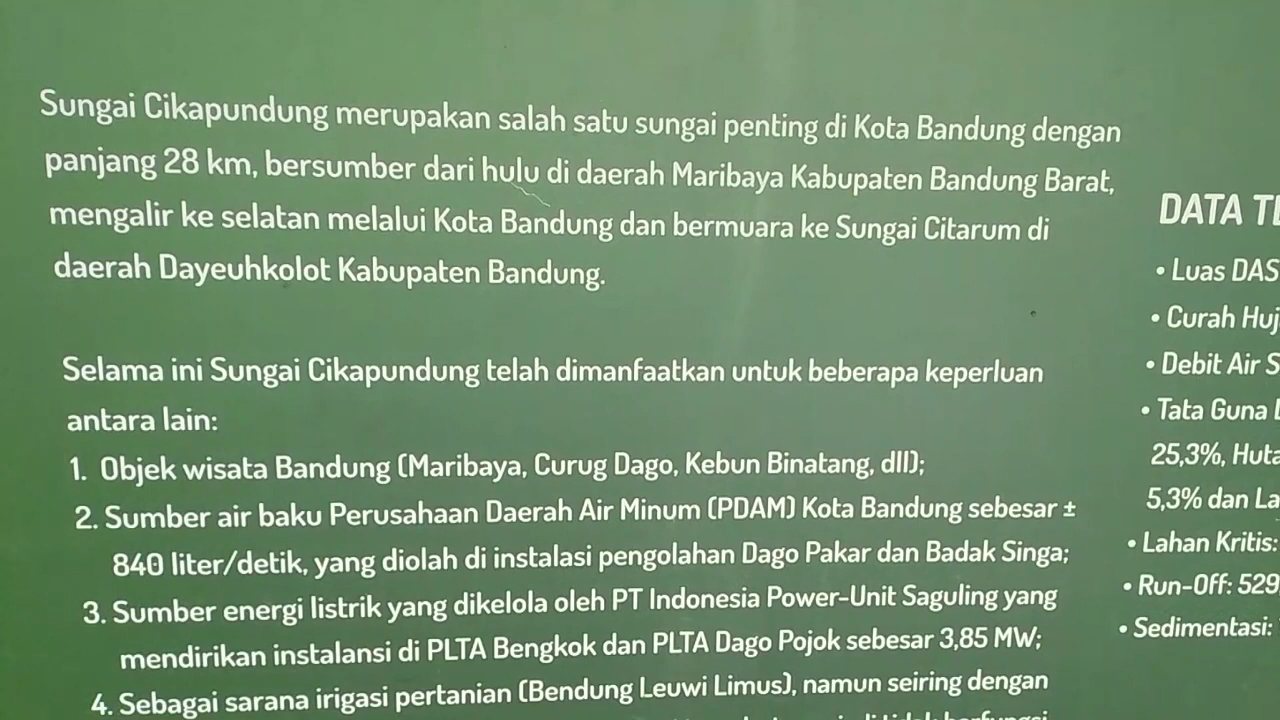 Sungai Cikapundung merupakan salah satu sungai penting di Kota Bandung dengan
panjang 28 km, bersumber dari hulu di daerah Maribaya Kabupaten Bandung Barat,
mengalir ke selatan melalui Kota Bandung dan bermuara ke Sungai Citarum di
daerah Dayeuhkolot Kabupaten Bandung.
Selama ini Sungai Cikapundung telah dimanfaatkan untuk beberapa keperluan
antara lain:
1. Objek wisata Bandung (Maribaya, Curug Dago, Kebun Binatang, dll);
2. Sumber air baku Perusahaan Daerah Air Minum (PDAM) Kota Bandung sebesar ±
840 liter/detik, yang diolah di instalasi pengolahan Dago Pakar dan Badak Singa;
3. Sumber energi listrik yang dikelola oleh PT Indonesia Power-Unit Saguling yang
mendirikan instalansi di PLTA Bengkok dan PLTA Dago Pojok sebesar 3,85 MW;
4. Sebagai sarana irigasi pertanian (Bendung Leuwi Limus), namun seiring dengan
DATA
• Luas DAS
• Curah Huj
• Debit Air S
• Tata Guna
25,3%, Huta
5,3% dan La
• Lahan Kritis:
• Run-Off: 529
• Sedimentasi: